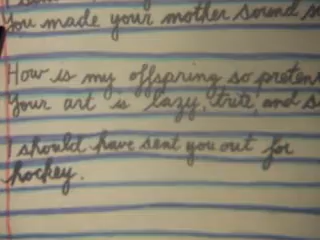 You made your mother sound
How is my offspring so
Your art is lazy, trite, and
I should have sent you out for
hockey.